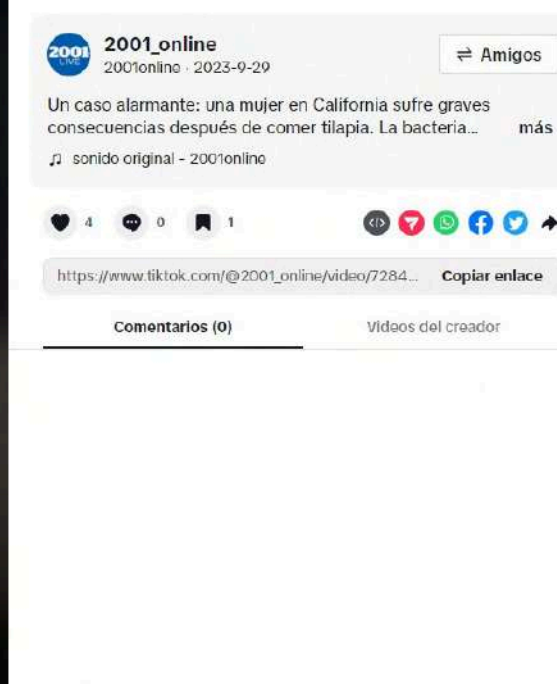 2001
LIVE
2001_online
2001online · 2023-9-29
Amigos
Un caso alarmante: una mujer en California sufre graves
consecuencias después de comer tilapia. La bacteria... más
sonido original - 2001online
4 0 1
https://www.tiktok.com/@2001_online/video/7284... Copiar enlace
Comentarios (0) Videos del creador